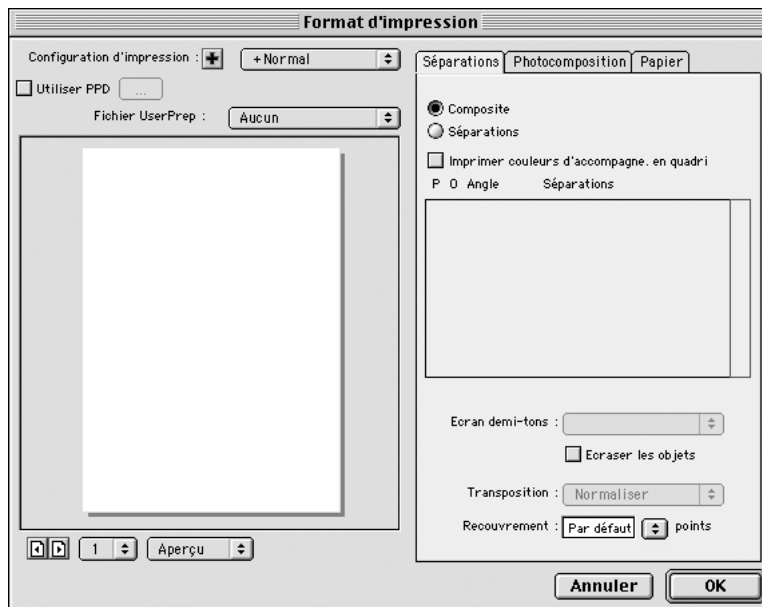 Format d'impression
Configuration d'impression : + Normal
Utiliser PPD ...
Fichier UserPrep : Aucun
1 Aperçu
Séparations Photocomposition Papier
Composite
Séparations
Imprimer couleurs d'accompagne. en quadri
P O Angle Séparations
Ecran demi-tons :
Ecraser les objets
Transposition : Normaliser
Recouvrement : Par défaut points
Annuler OK